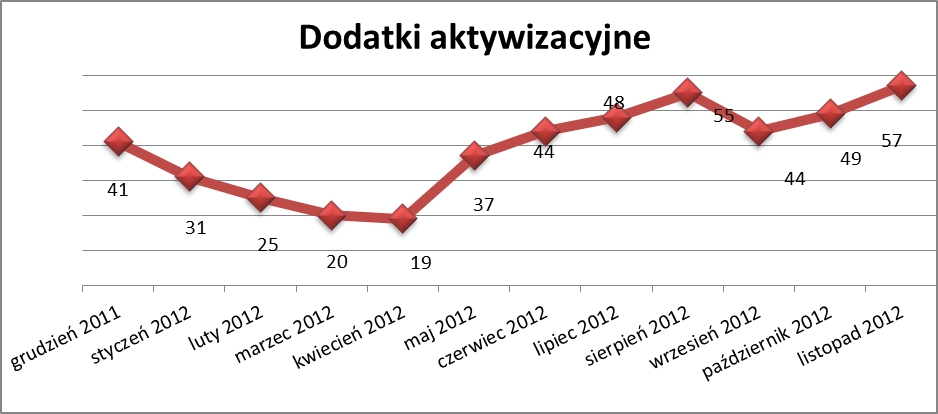 Dodatki aktywizacyjne
41
31
25
20
19
37
44
48
55
44
49
57
grudzień 2011
styczeń 2012
luty 2012
marzec 2012
kwiecień 2012
maj 2012
czerwiec 2012
lipiec 2012
sierpień 2012
wrzesień 2012
październik 2012
listopad 2012